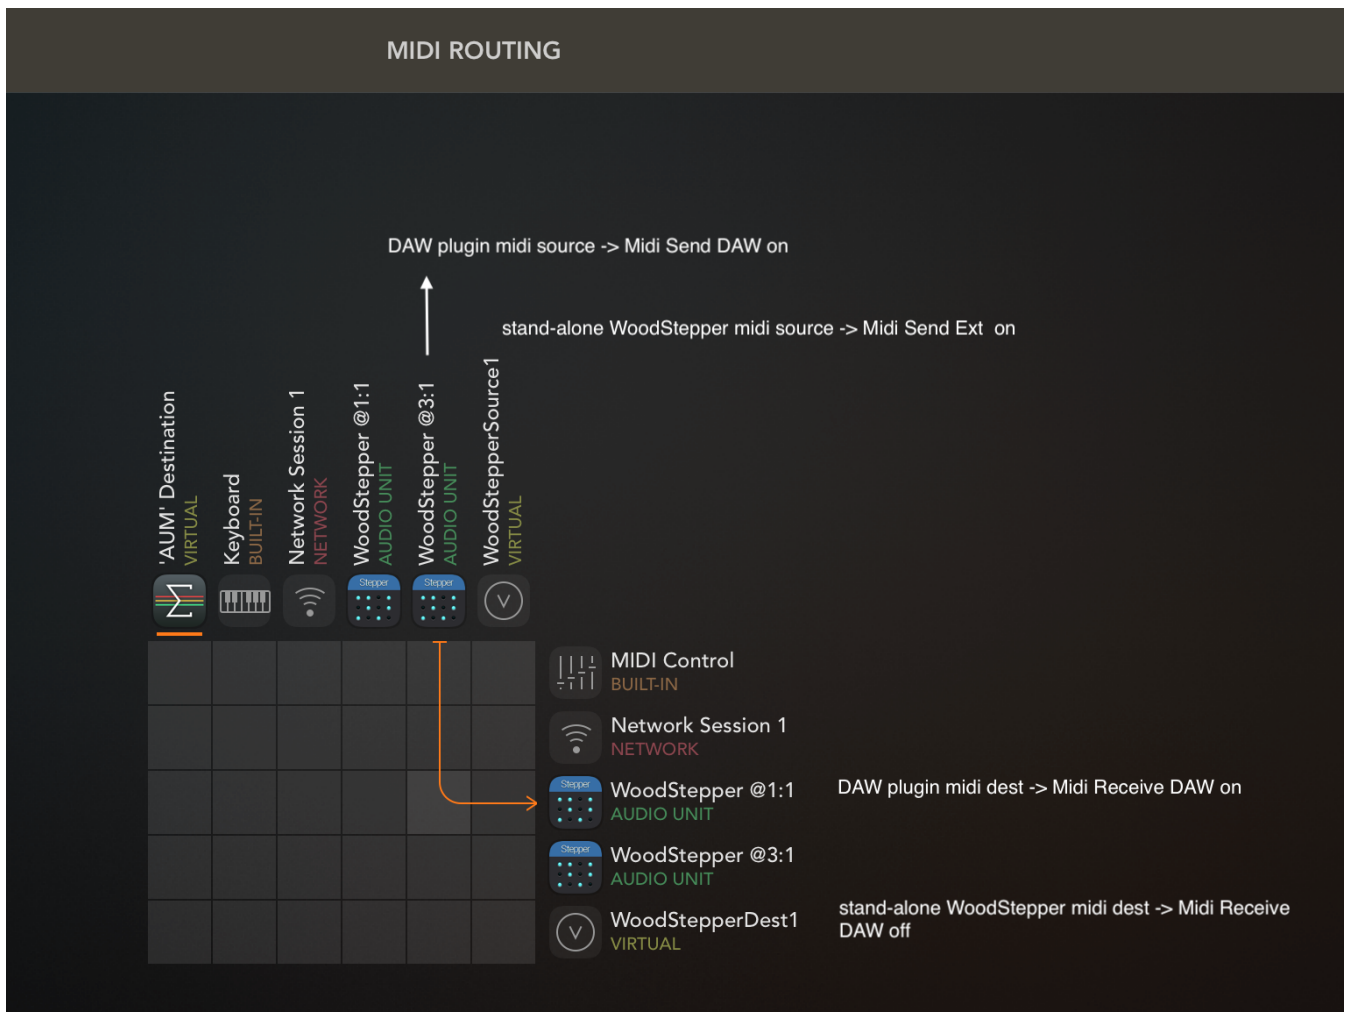 MIDI ROUTING
DAW plugin midi source -> Midi Send DAW on
stand-alone WoodStepper midi source -> Midi Send Ext on
'AUM' Destination
VIRTUAL
Keyboard
BUILT-IN
Network Session 1
NETWORK
WoodStepper @1:1
AUDIO UNIT
WoodStepper @3:1
AUDIO UNIT
WoodStepperSource1
VIRTUAL
Stepper
Stepper
MIDI Control
BUILT-IN
Network Session 1
NETWORK
Stepper
WoodStepper @1:1
AUDIO UNIT
DAW plugin midi dest -> Midi Receive DAW on
Stepper
WoodStepper @3:1
AUDIO UNIT
WoodStepperDest1
VIRTUAL
stand-alone WoodStepper midi dest -> Midi Receive
DAW off